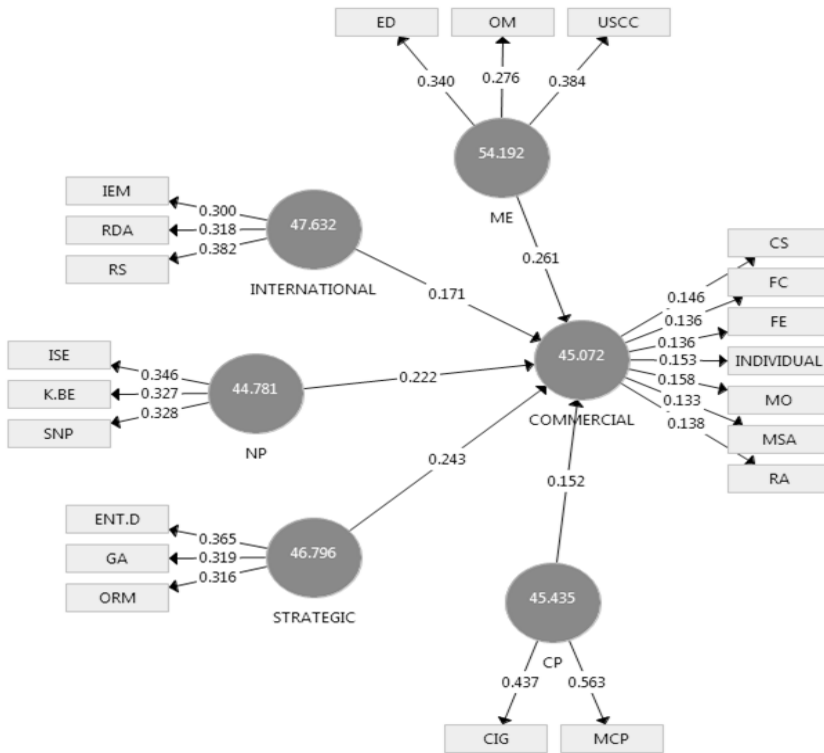 ED
OM
USCC
0.340
0.276
0.384
54.192
ME
IEM
RDA
RS
0.300
0.318
0.382
47.632
INTERNATIONAL
0.261
0.171
CS
FC
FE
INDIVIDUAL
MO
MSA
RA
0.146
0.136
0.136
0.153
0.158
0.133
0.138
45.072
COMMERCIAL
ISE
K.BE
SNP
0.346
0.327
0.328
44.781
NP
0.222
0.243
ENT.D
GA
ORM
0.365
0.319
0.316
46.796
STRATEGIC
0.152
45.435
CP
0.437
0.563
CIG
MCP